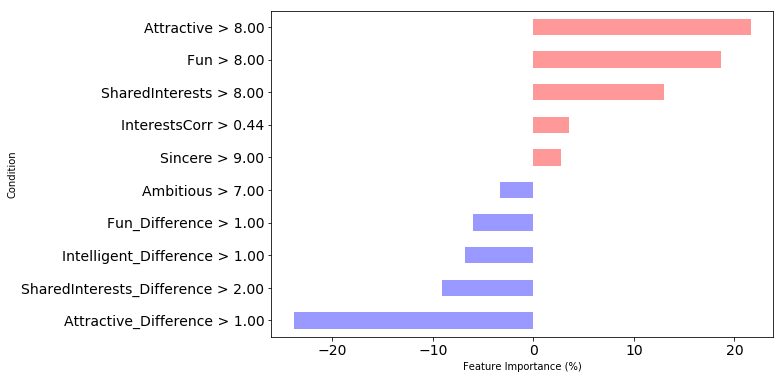 Attractive > 8.00
Fun > 8.00
SharedInterests > 8.00
InterestsCorr > 0.44
Sincere > 9.00
Ambitious > 7.00
Fun_Difference > 1.00
Intelligent_Difference > 1.00
SharedInterests_Difference > 2.00
Attractive_Difference > 1.00
Condition
−20 −10 0 10 20
Feature Importance (%)